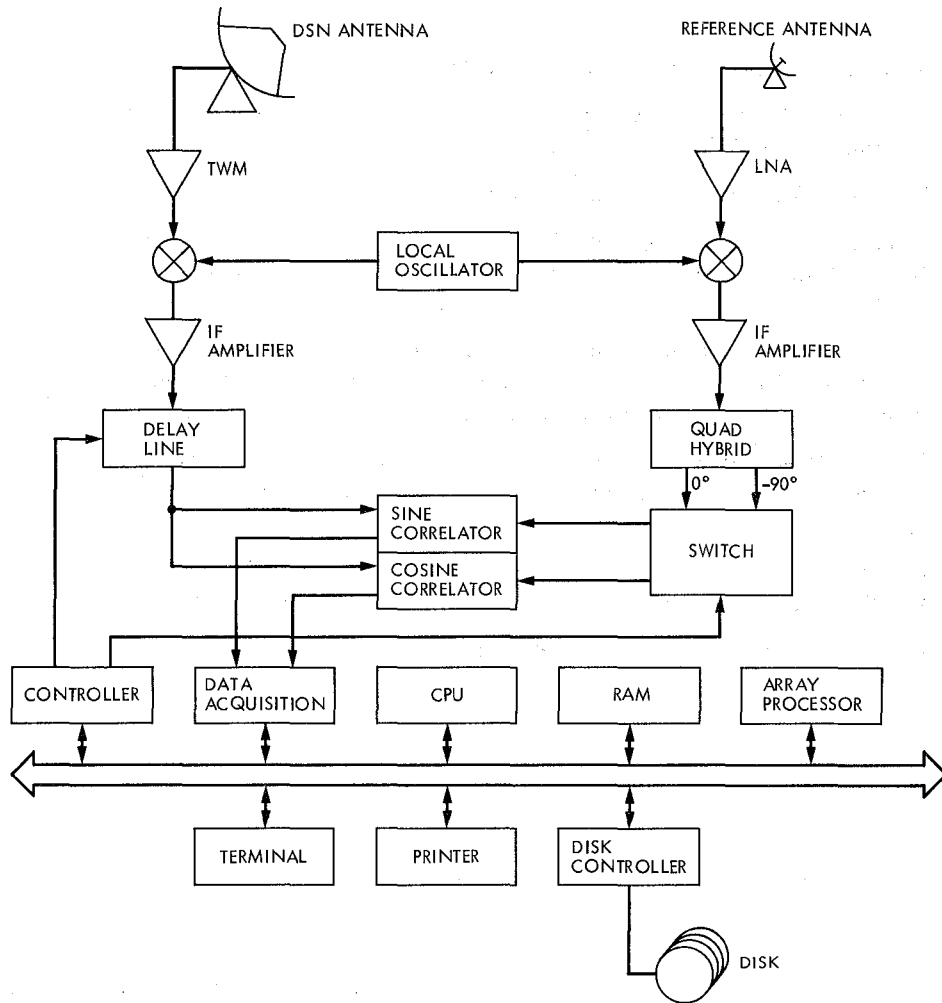 DSN ANTENNA
REFERENCE ANTENNA
TWM
LNA
LOCAL
OSCILLATOR
IF
AMPLIFIER
IF
AMPLIFIER
DELAY
LINE
QUAD
HYBRID
0°
-90°
SINE
CORRELATOR
COSINE
CORRELATOR
SWITCH
CONTROLLER
DATA
ACQUISITION
CPU
RAM
ARRAY
PROCESSOR
TERMINAL
PRINTER
DISK
CONTROLLER
DISK